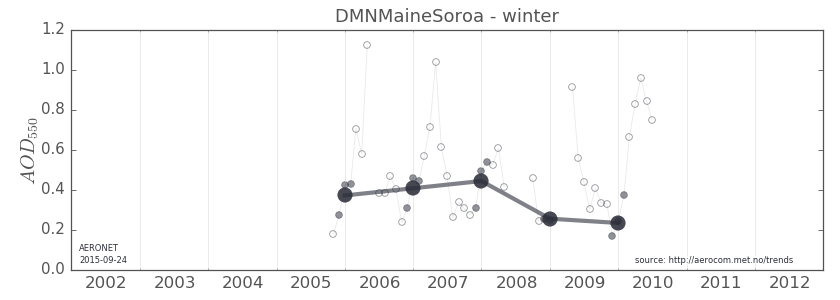 DMNMaineSoroa - winter
1.2
1.0
0.8
0.6
0.4
0.2
0.0
AOD550
AERONET
2015-09-24
source: http://aerocom.met.no/trends
2002 2003 2004 2005 2006 2007 2008 2009 2010 2011 2012